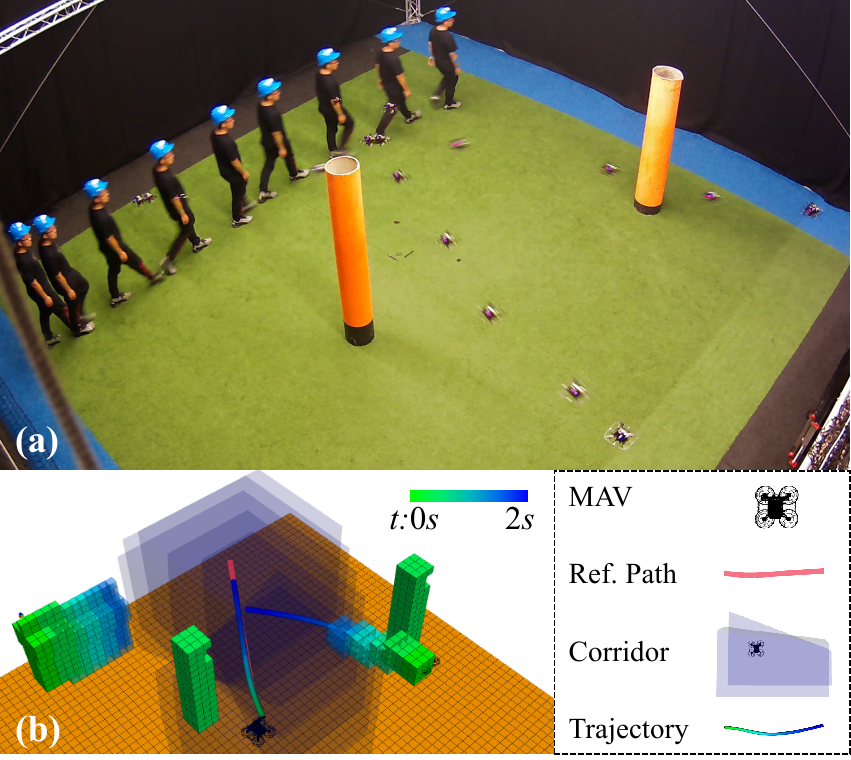 (a)
t:0s 2s
(b)
MAV
Ref. Path
Corridor
Trajectory